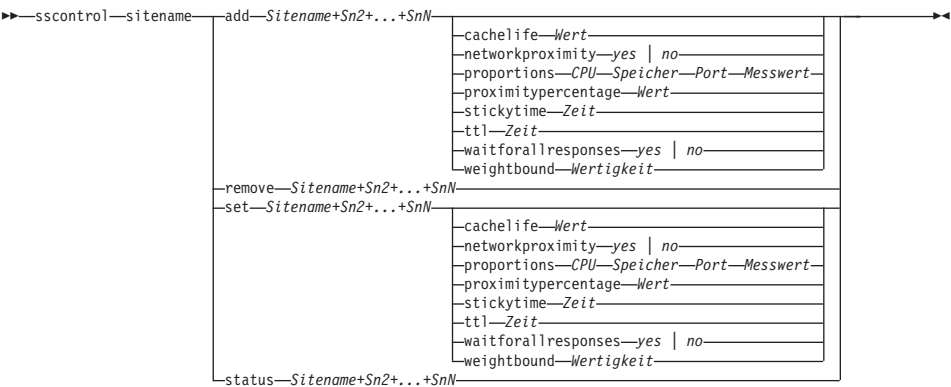 sscontrol sitename add Sitename+Sn2+...+SnN
cachelife Wert
networkproximity yes | no
proportions CPU Speicher Port Messwert
proximitypercentage Wert
stickytime Zeit
ttl Zeit
waitforallresponses yes | no
weightbound Wertigkeit
remove Sitename+Sn2+...+SnN
set Sitename+Sn2+...+SnN
cachelife Wert
networkproximity yes | no
proportions CPU Speicher Port Messwert
proximitypercentage Wert
stickytime Zeit
ttl Zeit
waitforallresponses yes | no
weightbound Wertigkeit
status Sitename+Sn2+...+SnN